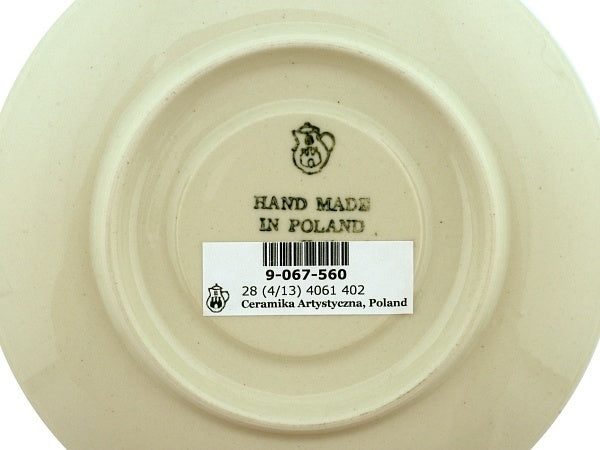 HAND MADE
IN POLAND
9-067-560
28 (4/13) 4061 402
Ceramika Artystyczna, Poland